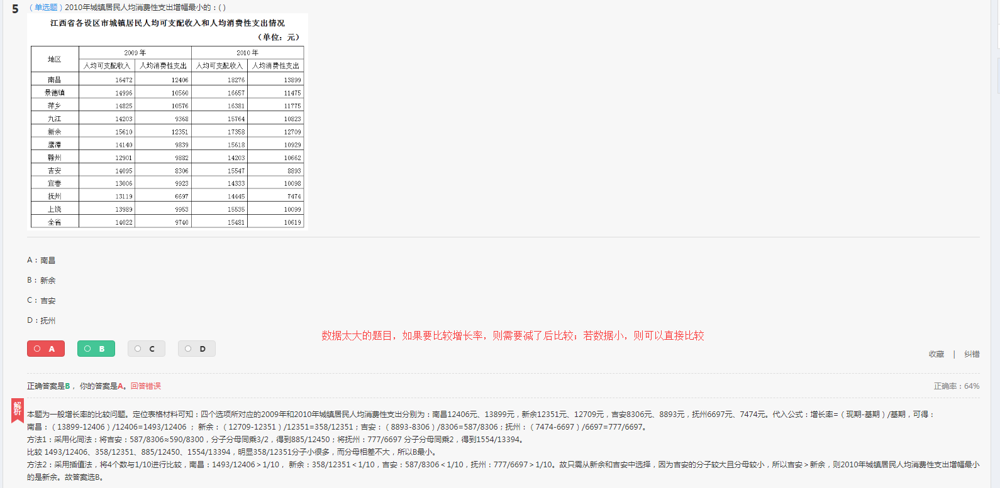 5 （单选题）2010年城镇居民人均消费性支出增幅最小的：( )
江西省各设区市城镇居民人均可支配收入和人均消费性支出情况
（单位：元）
地区 2009 年 2010 年
人均可支配收入 人均消费性支出 人均可支配收入 人均消费性支出
南昌 16472 12406 18276 13899
景德镇 14996 10560 16657 11475
萍乡 14825 10576 16381 11775
九江 14203 9368 15764 10823
新余 15610 12351 17358 12709
鹰潭 14140 9839 15618 10929
赣州 12901 9882 14203 10662
吉安 14095 8306 15547 8893
宜春 13006 9923 14333 10098
抚州 13119 6697 14445 7474
上饶 13989 9953 15535 10099
全省 14022 9740 15481 10619
A：南昌
B：新余
C：吉安
D：抚州
数据太大的题目，如果要比较增长率，则需要减了后比较；若数据小，则可以直接比较
A B C D
收藏 | 纠错
正确答案是B， 你的答案是A。回答错误
正确率：64%
解析
本题为一般增长率的比较问题。定位表格材料可知：四个选项所对应的2009年和2010年城镇居民人均消费性支出分别为：南昌12406元、13899元，新余12351元、12709元，吉安8306元、8893元，抚州6697元、7474元。代入公式：增长率=（现期-基期）/基期，可得：
南昌：（13899-12406）/12406=1493/12406 ； 新余：（12709-12351）/12351=358/12351；吉安：（8893-8306）/8306=587/8306；抚州：（7474-6697）/6697=777/6697。
方法1：采用化同法：将吉安：587/8306≈590/8300，分子分母同乘3/2，得到885/12450；将抚州：777/6697 分子分母同乘2，得到1554/13394。
比较 1493/12406、358/12351、885/12450、1554/13394，明显358/12351分子小很多，而分母相差不大，所以B最小。
方法2：采用插值法，将4个数与1/10进行比较，南昌：1493/12406＞1/10， 新余：358/12351＜1/10，吉安：587/8306＜1/10，抚州：777/6697＞1/10。故只需从新余和吉安中选择，因为吉安的分子较大且分母较小，所以吉安＞新余，则2010年城镇居民人均消费性支出增幅最小
的是新余。故答案选B。